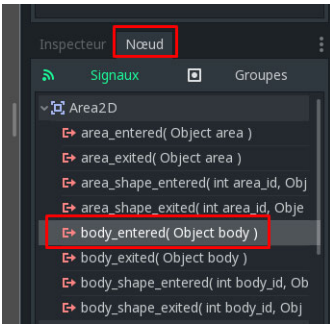 Inspecteur Nœud
Signaux Groupes
Area2D
area_entered( Object area )
area_exited( Object area )
area_shape_entered( int area_id, Obj
area_shape_exited( int area_id, Obje
body_entered( Object body )
body_exited( Object body )
body_shape_entered( int body_id, Ob
body_shape_exited( int body_id, Obj